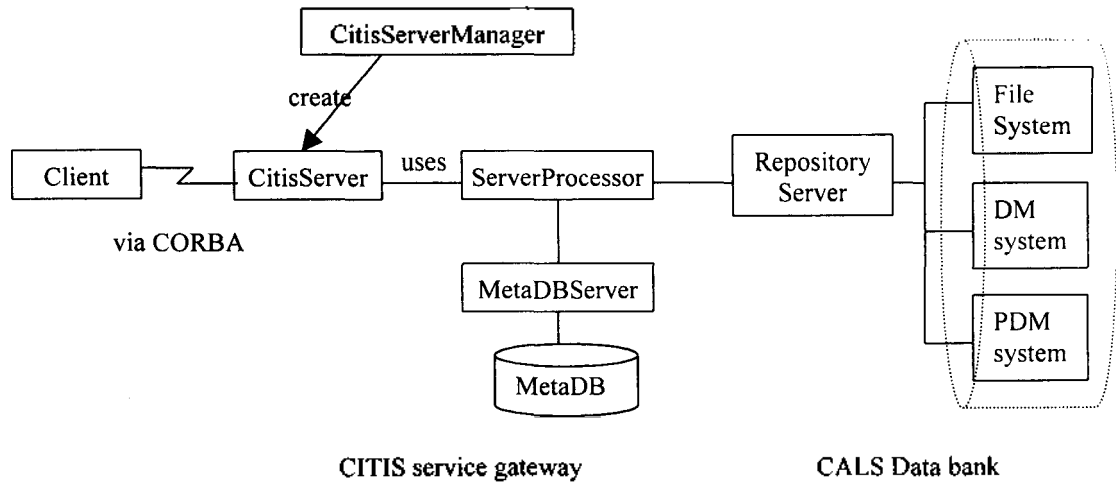 CitisServerManager
create
Client
CitisServer
uses
ServerProcessor
Repository
Server
File
System
DM
system
PDM
system
via CORBA
MetaDBServer
MetaDB
CITIS service gateway
CALS Data bank